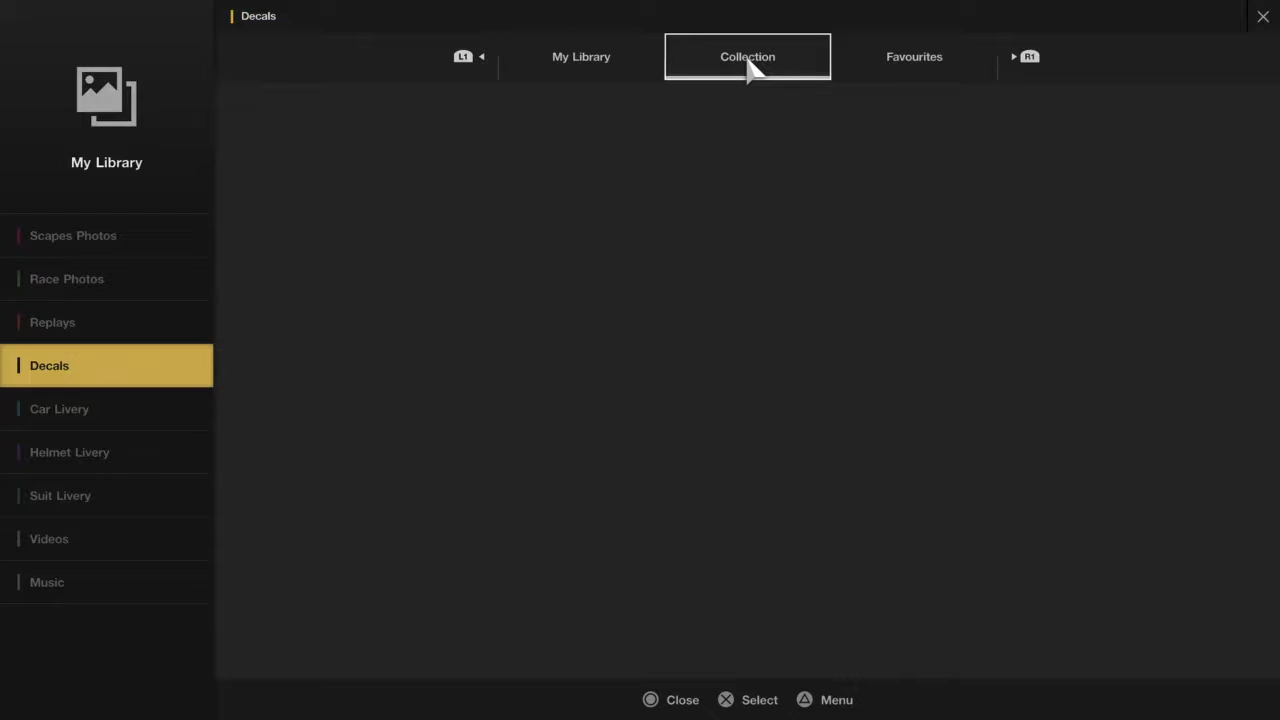 Decals
L1
My Library
Collection
Favourites
R1
My Library
Scapes Photos
Race Photos
Replays
Decals
Car Livery
Helmet Livery
Suit Livery
Videos
Music
Close
Select
Menu